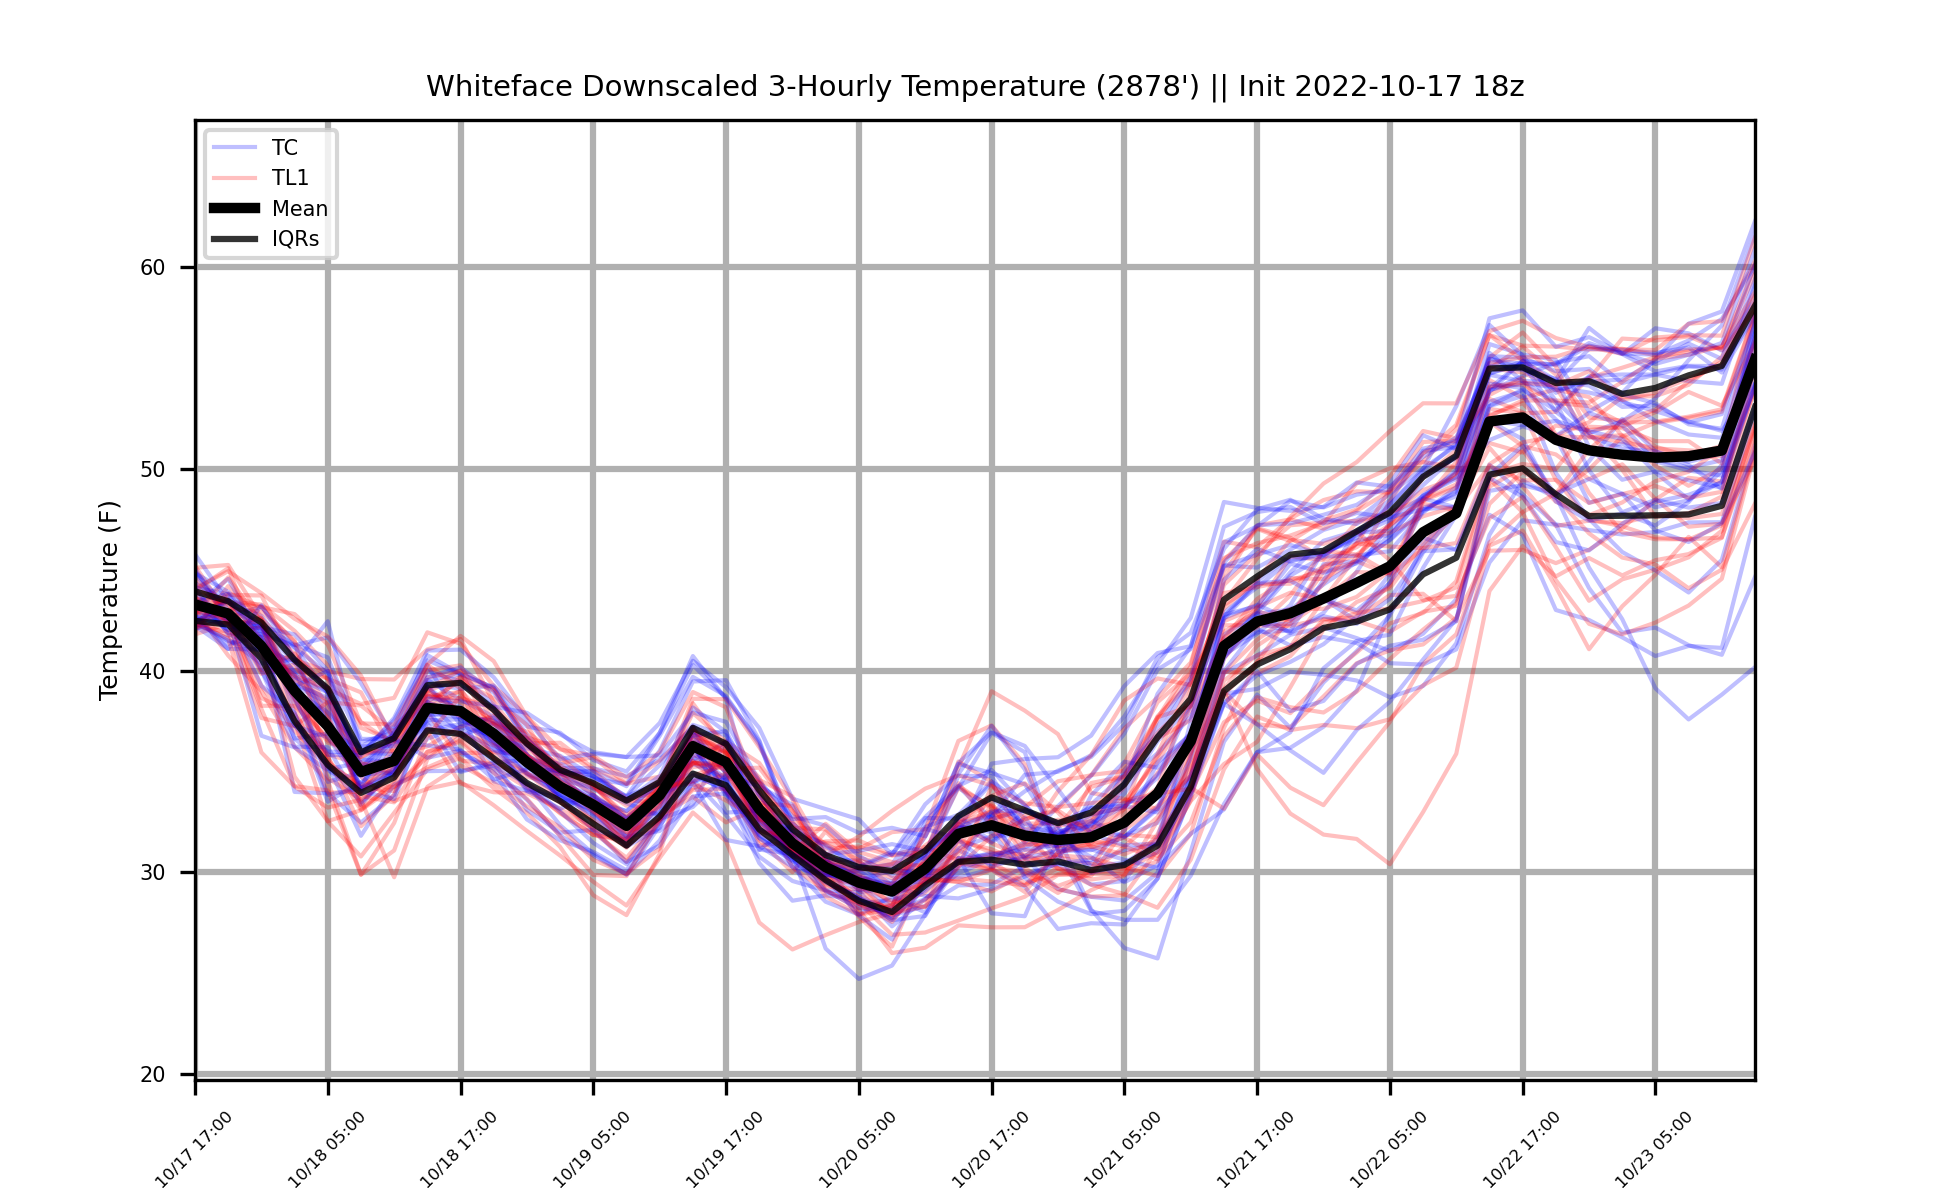 Whiteface Downscaled 3-Hourly Temperature (2878') || Init 2022-10-17 18z
TC
TL1
Mean
IQRs
Temperature (F)
60
50
40
30
20
10/17 17:00
10/18 05:00
10/18 17:00
10/19 05:00
10/19 17:00
10/20 05:00
10/20 17:00
10/21 05:00
10/21 17:00
10/22 05:00
10/22 17:00
10/23 05:00